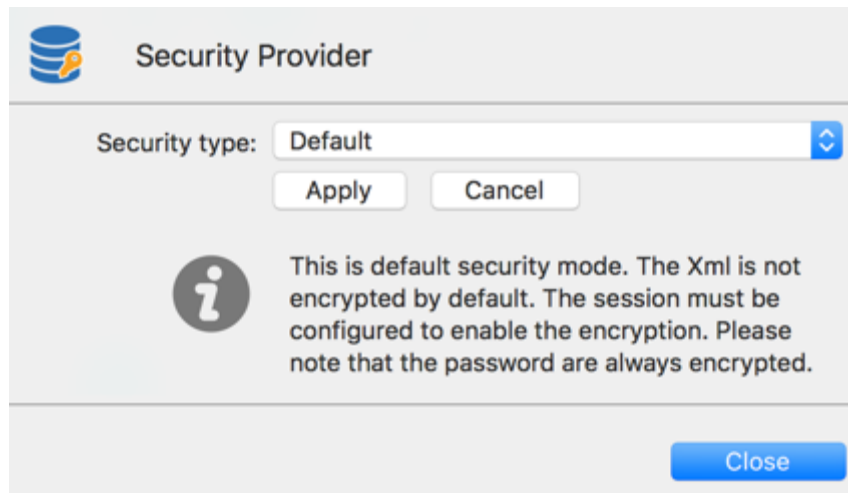 Security Provider
Security type: Default
Apply Cancel
This is default security mode. The Xml is not
encrypted by default. The session must be
configured to enable the encryption. Please
note that the password are always encrypted.
Close